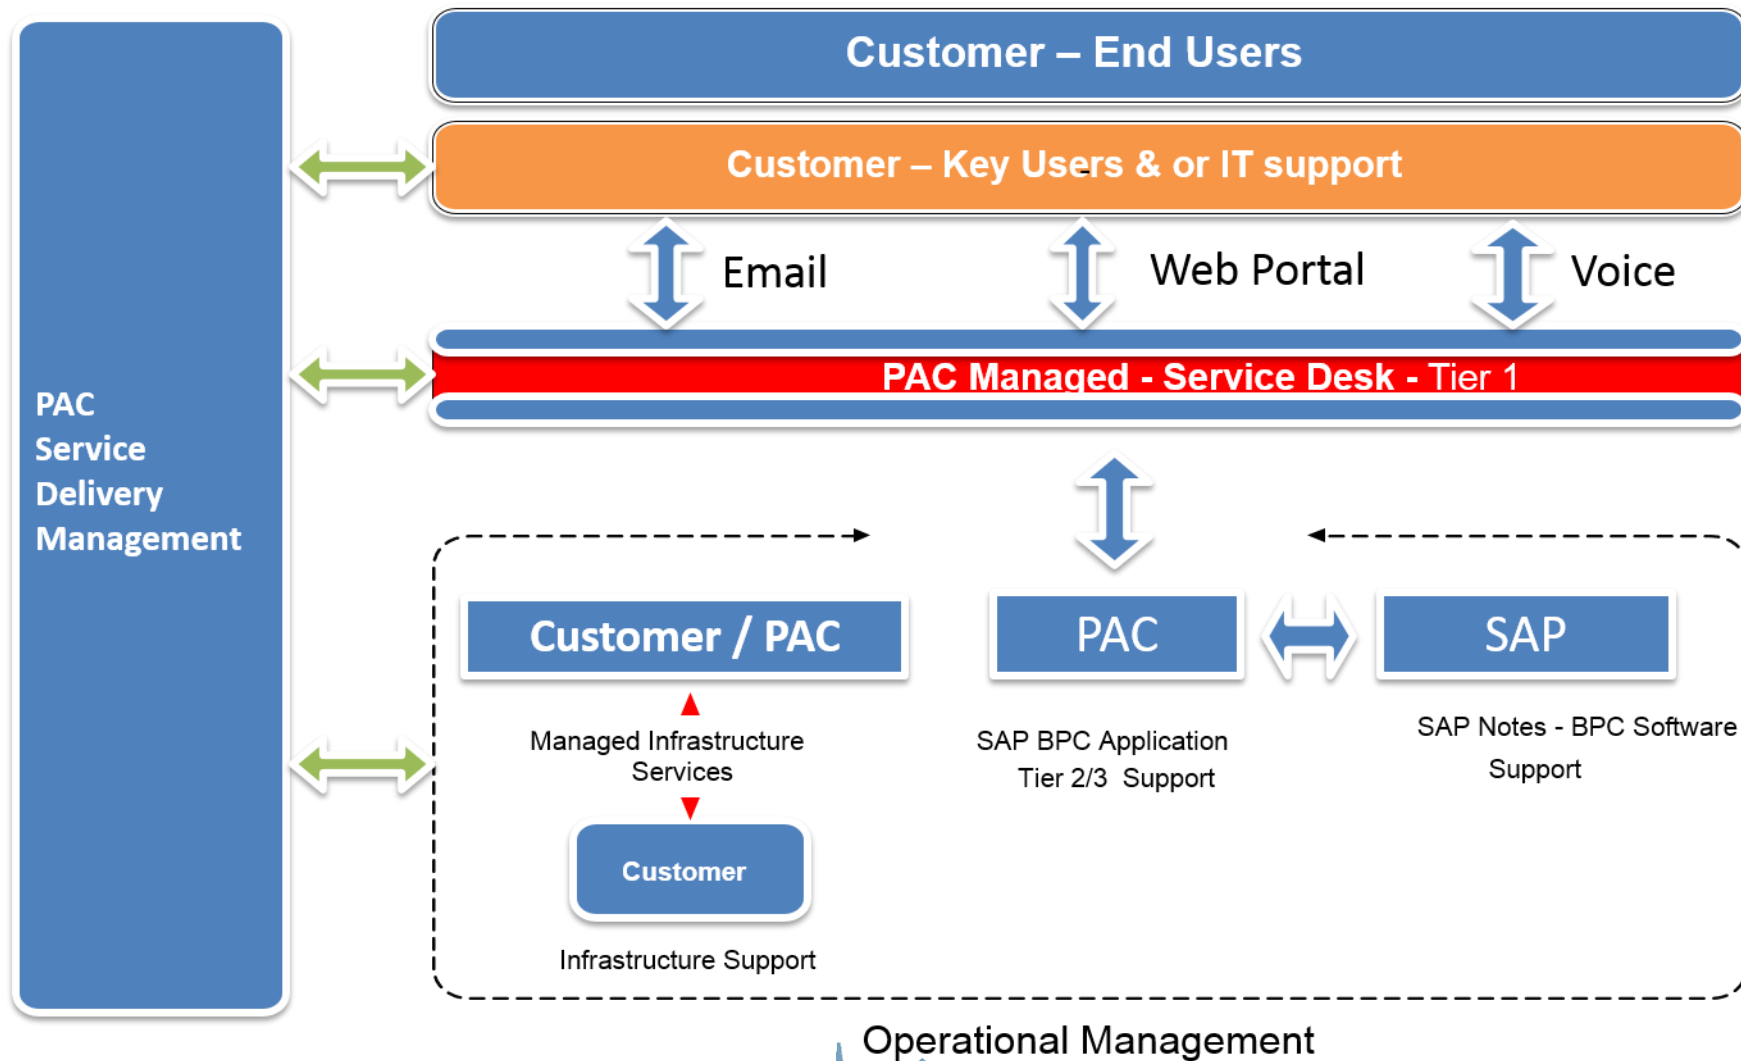 Customer – End Users
Customer – Key Users & or IT support
-
Email
Web Portal
Voice
PAC Managed - Service Desk - Tier 1
PAC
Service
Delivery
Management
Customer / PAC
PAC
SAP
Managed Infrastructure
Services
SAP BPC Application
Tier 2/3 Support
SAP Notes - BPC Software
Support
Customer
Infrastructure Support
Operational Management